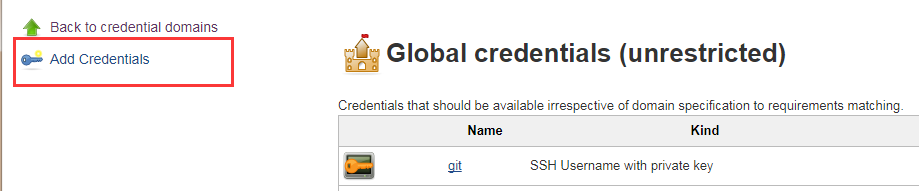 Back to credential domains
Add Credentials
Global credentials (unrestricted)
Credentials that should be available irrespective of domain specification to requirements matching.
Name Kind
git SSH Username with private key